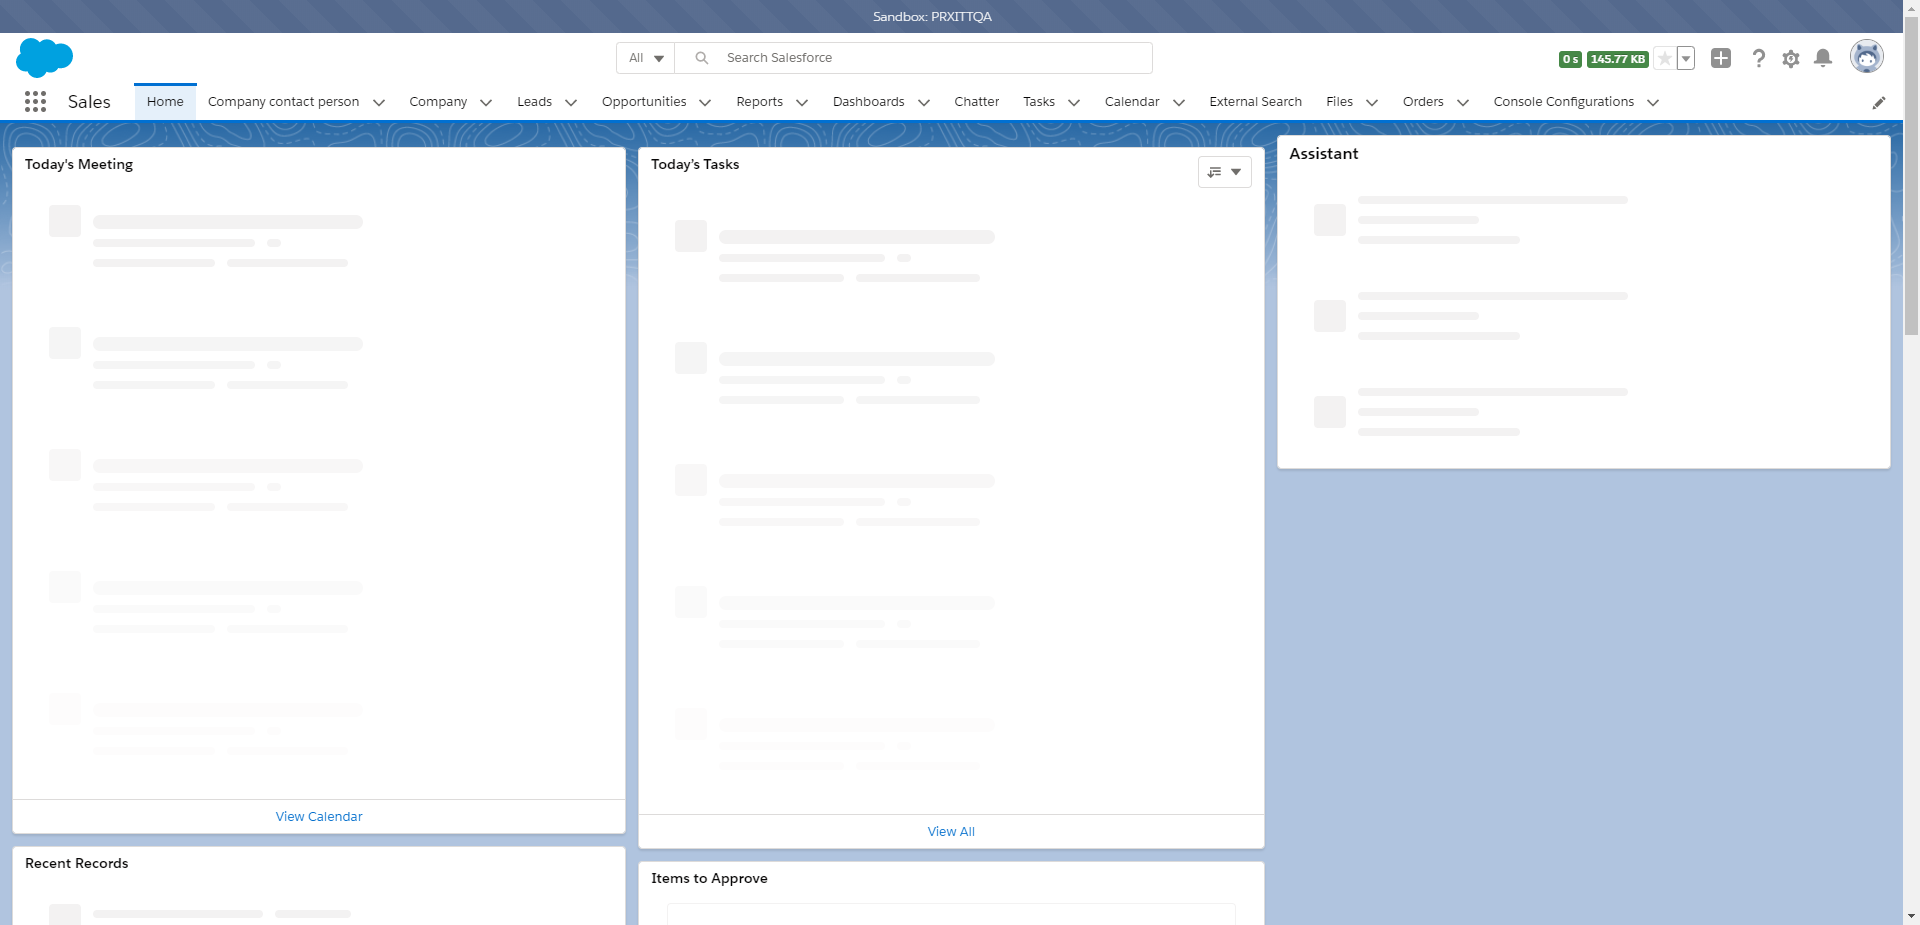 Sandbox: PRXITTQA
All
Search Salesforce
0 s
145.77 KB
Sales
Home
Company contact person
Company
Leads
Opportunities
Reports
Dashboards
Chatter
Tasks
Calendar
External Search
Files
Orders
Console Configurations
Today's Meeting
Today’s Tasks
Assistant
View Calendar
View All
Recent Records
Items to Approve